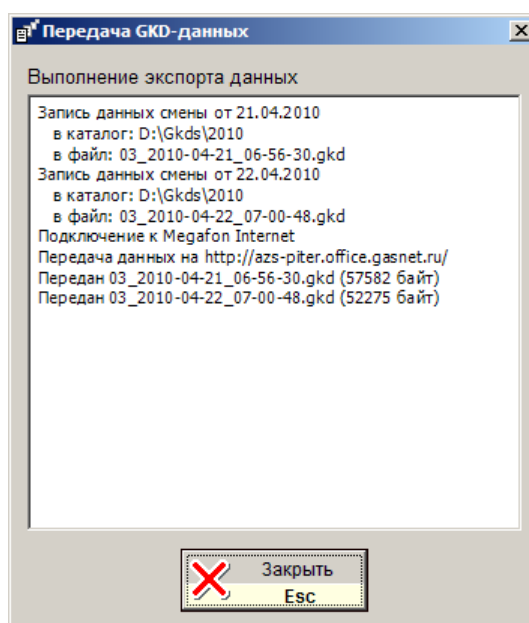 Передача GKD-данных
Выполнение экспорта данных
Запись данных смены от 21.04.2010
в каталог: D:\Gkds\2010
в файл: 03_2010-04-21_06-56-30.gkd
Запись данных смены от 22.04.2010
в каталог: D:\Gkds\2010
в файл: 03_2010-04-22_07-00-48.gkd
Подключение к Megafon Internet
Передача данных на http://azs-piter.office.gasnet.ru/
Передан 03_2010-04-21_06-56-30.gkd (57582 байт)
Передан 03_2010-04-22_07-00-48.gkd (52275 байт)
Закрыть
Esc